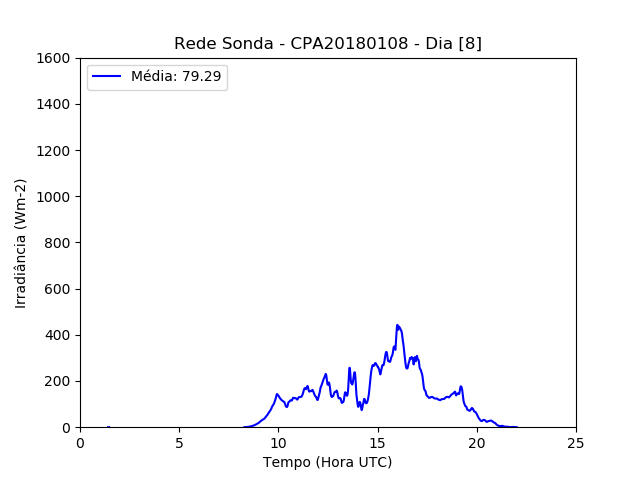 Rede Sonda - CPA20180108 - Dia [8]
Média: 79.29
1600
1400
1200
1000
800
600
400
200
0
Irradiância (Wm-2)
0 5 10 15 20 25
Tempo (Hora UTC)